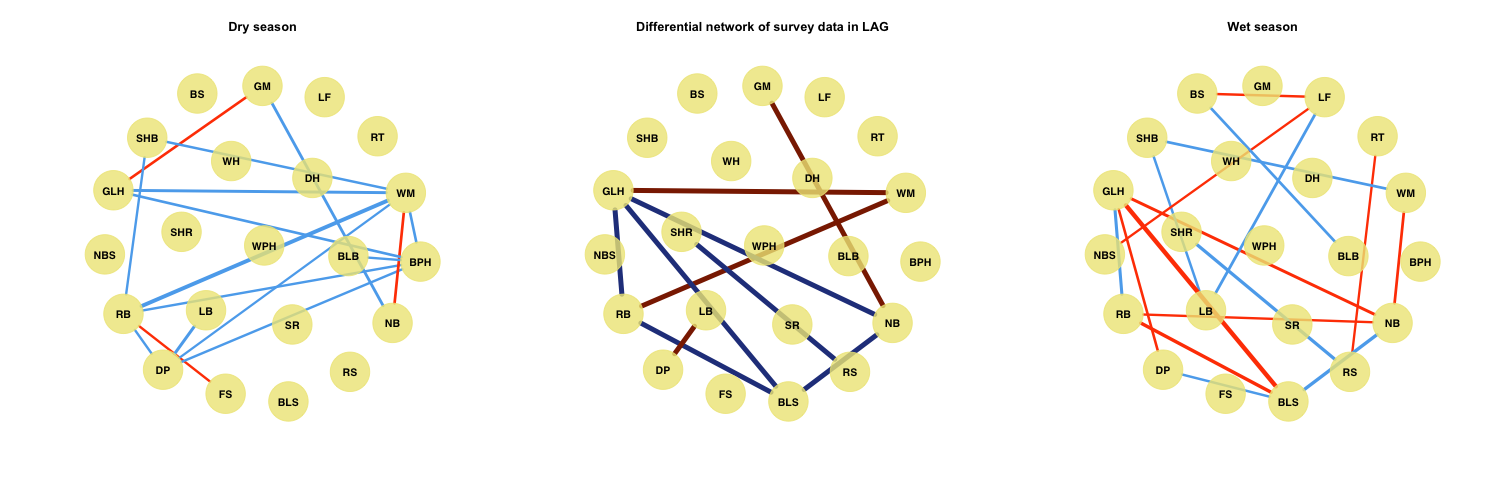 Dry season
GM
BS
LF
SHB
RT
WH
DH
GLH
WM
SHR
WPH
NBS
BLB
BPH
RB
LB
SR
NB
DP
RS
FS
BLS
Differential network of survey data in LAG
GM
BS
LF
SHB
RT
WH
DH
GLH
WM
SHR
WPH
NBS
BLB
BPH
RB
LB
SR
NB
DP
RS
FS
BLS
Wet season
GM
BS
LF
SHB
RT
WH
DH
GLH
WM
SHR
WPH
NBS
BLB
BPH
RB
LB
SR
NB
DP
RS
FS
BLS